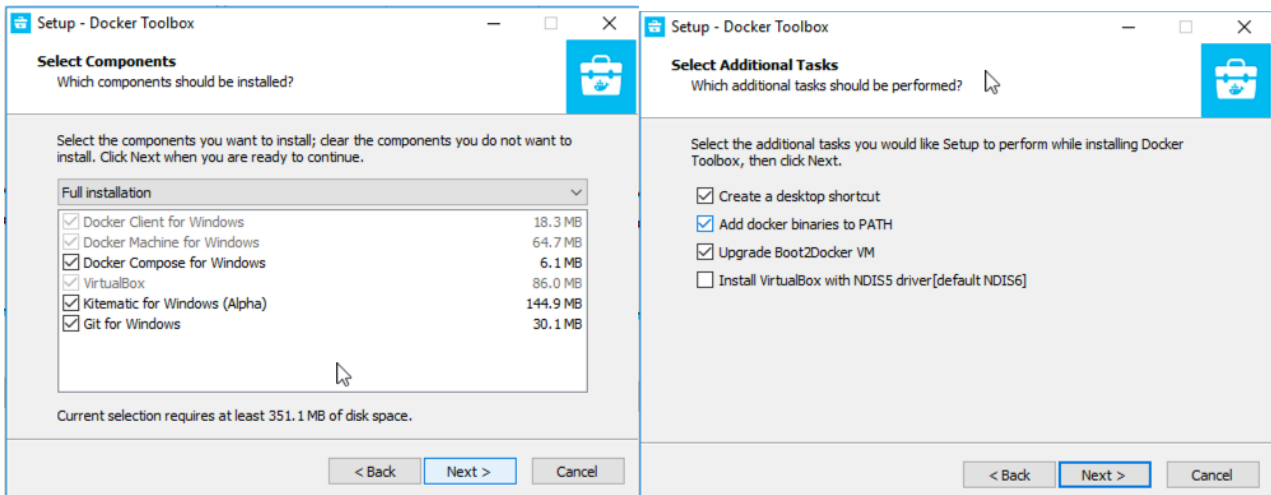 Setup - Docker Toolbox
Select Components
Which components should be installed?
Select the components you want to install; clear the components you do not want to
install. Click Next when you are ready to continue.
Full installation
Docker Client for Windows 18.3 MB
Docker Machine for Windows 64.7 MB
Docker Compose for Windows 6.1 MB
VirtualBox 86.0 MB
Kitematic for Windows (Alpha) 144.9 MB
Git for Windows 30.1 MB
Current selection requires at least 351.1 MB of disk space.
< Back Next > Cancel
Setup - Docker Toolbox
Select Additional Tasks
Which additional tasks should be performed?
Select the additional tasks you would like Setup to perform while installing Docker
Toolbox, then click Next.
Create a desktop shortcut
Add docker binaries to PATH
Upgrade Boot2Docker VM
Install VirtualBox with NDIS5 driver[default NDIS6]
< Back Next > Cancel